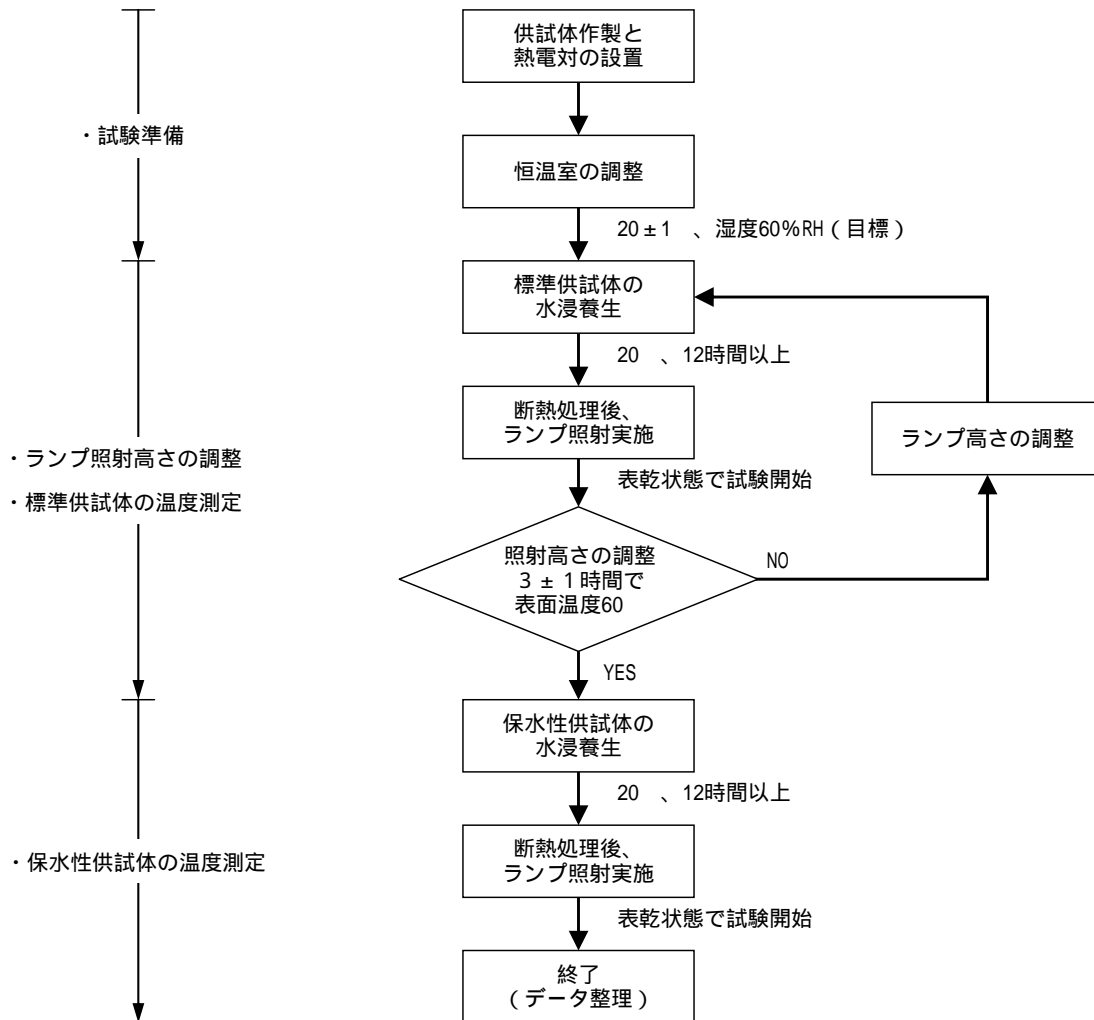 供試体作製と
熱電対の設置
・試験準備
恒温室の調整
20±1　、湿度60%RH（目標）
標準供試体の
水浸養生
20　、12時間以上
断熱処理後、
ランプ照射実施
ランプ高さの調整
・ランプ照射高さの調整
・標準供試体の温度測定
表乾状態で試験開始
照射高さの調整
３±１時間で
表面温度60
NO
YES
保水性供試体の
水浸養生
20　、12時間以上
断熱処理後、
ランプ照射実施
・保水性供試体の温度測定
表乾状態で試験開始
終了
（データ整理）